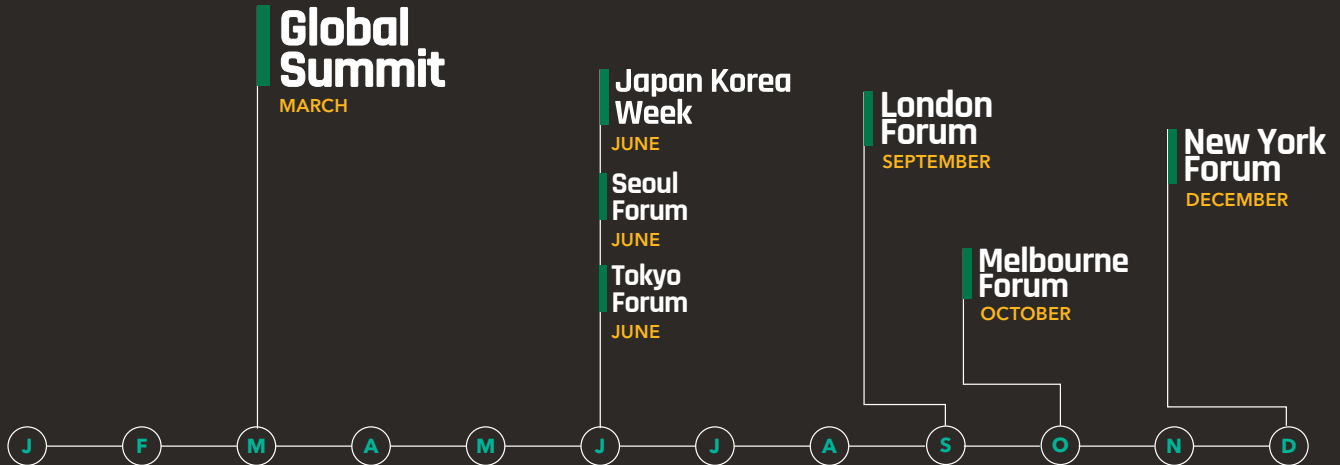 Global
Summit
MARCH
Japan Korea
Week
JUNE
Seoul
Forum
JUNE
Tokyo
Forum
JUNE
London
Forum
SEPTEMBER
Melbourne
Forum
OCTOBER
New York
Forum
DECEMBER
J F M A M J J A S O N D